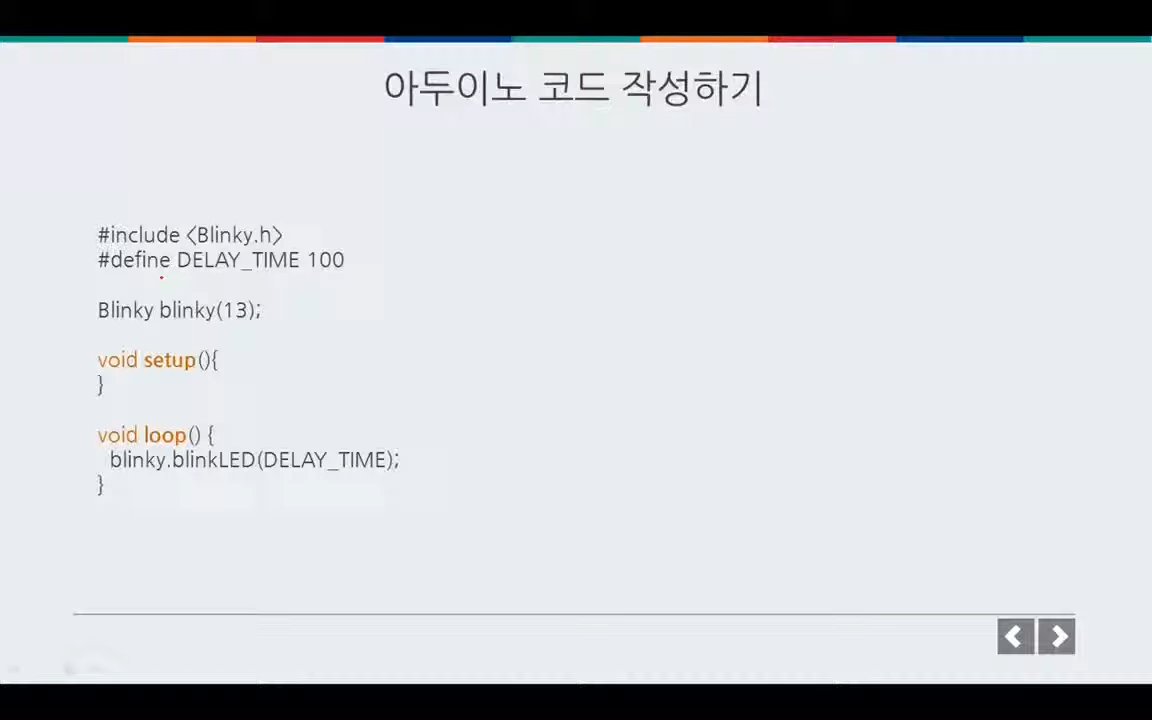 아두이노 코드 작성하기
#include <Blinky.h>
#define DELAY_TIME 100
Blinky blinky(13);
void setup(){
}
void loop() {
blinky.blinkLED(DELAY_TIME);
}